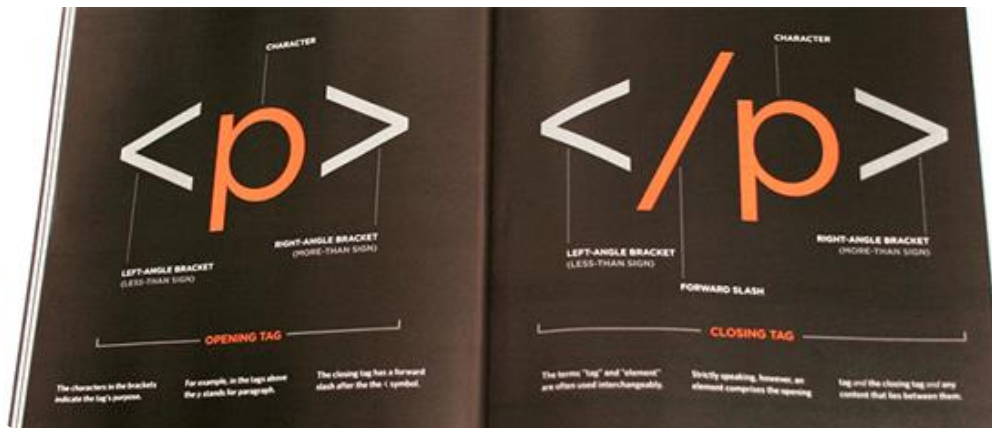 CHARACTER
<p>
RIGHT-ANGLE BRACKET
(MORE-THAN SIGN)
LEFT-ANGLE BRACKET
(LESS-THAN SIGN)
OPENING TAG
The characters in the brackets
indicate the tag's purpose.
For example, in the tags above
the p stands for paragraph.
The closing tag has a forward
slash after the the < symbol.
CHARACTER
</p>
LEFT-ANGLE BRACKET
(LESS-THAN SIGN)
RIGHT-ANGLE BRACKET
(MORE-THAN SIGN)
FORWARD SLASH
CLOSING TAG
The terms "tag" and "element"
are often used interchangeably.
Strictly speaking, however, an
element comprises the opening
tag and the closing tag and any
content that lies between them.